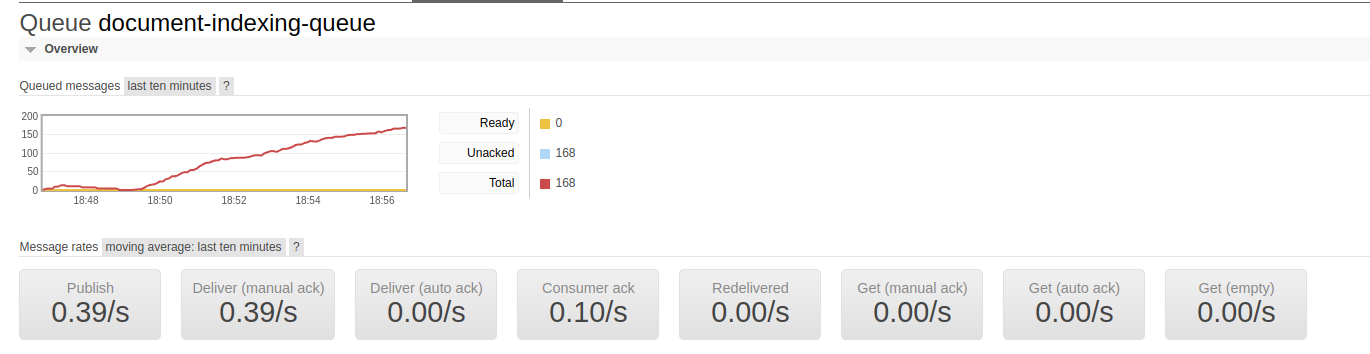 Queue document-indexing-queue
Overview
Queued messages last ten minutes ?
200
150
100
50
0
18:48 18:50 18:52 18:54 18:56
Ready 0
Unacked 168
Total 168
Message rates moving average: last ten minutes ?
Publish Deliver (manual ack) Deliver (auto ack) Consumer ack Redelivered Get (manual ack) Get (auto ack) Get (empty)
0.39/s 0.39/s 0.00/s 0.10/s 0.00/s 0.00/s 0.00/s 0.00/s